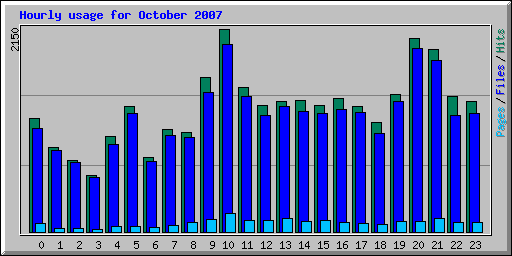 Hourly usage for October 2007
2150
Pages / Files / Hits
0 1 2 3 4 5 6 7 8 9 10 11 12 13 14 15 16 17 18 19 20 21 22 23